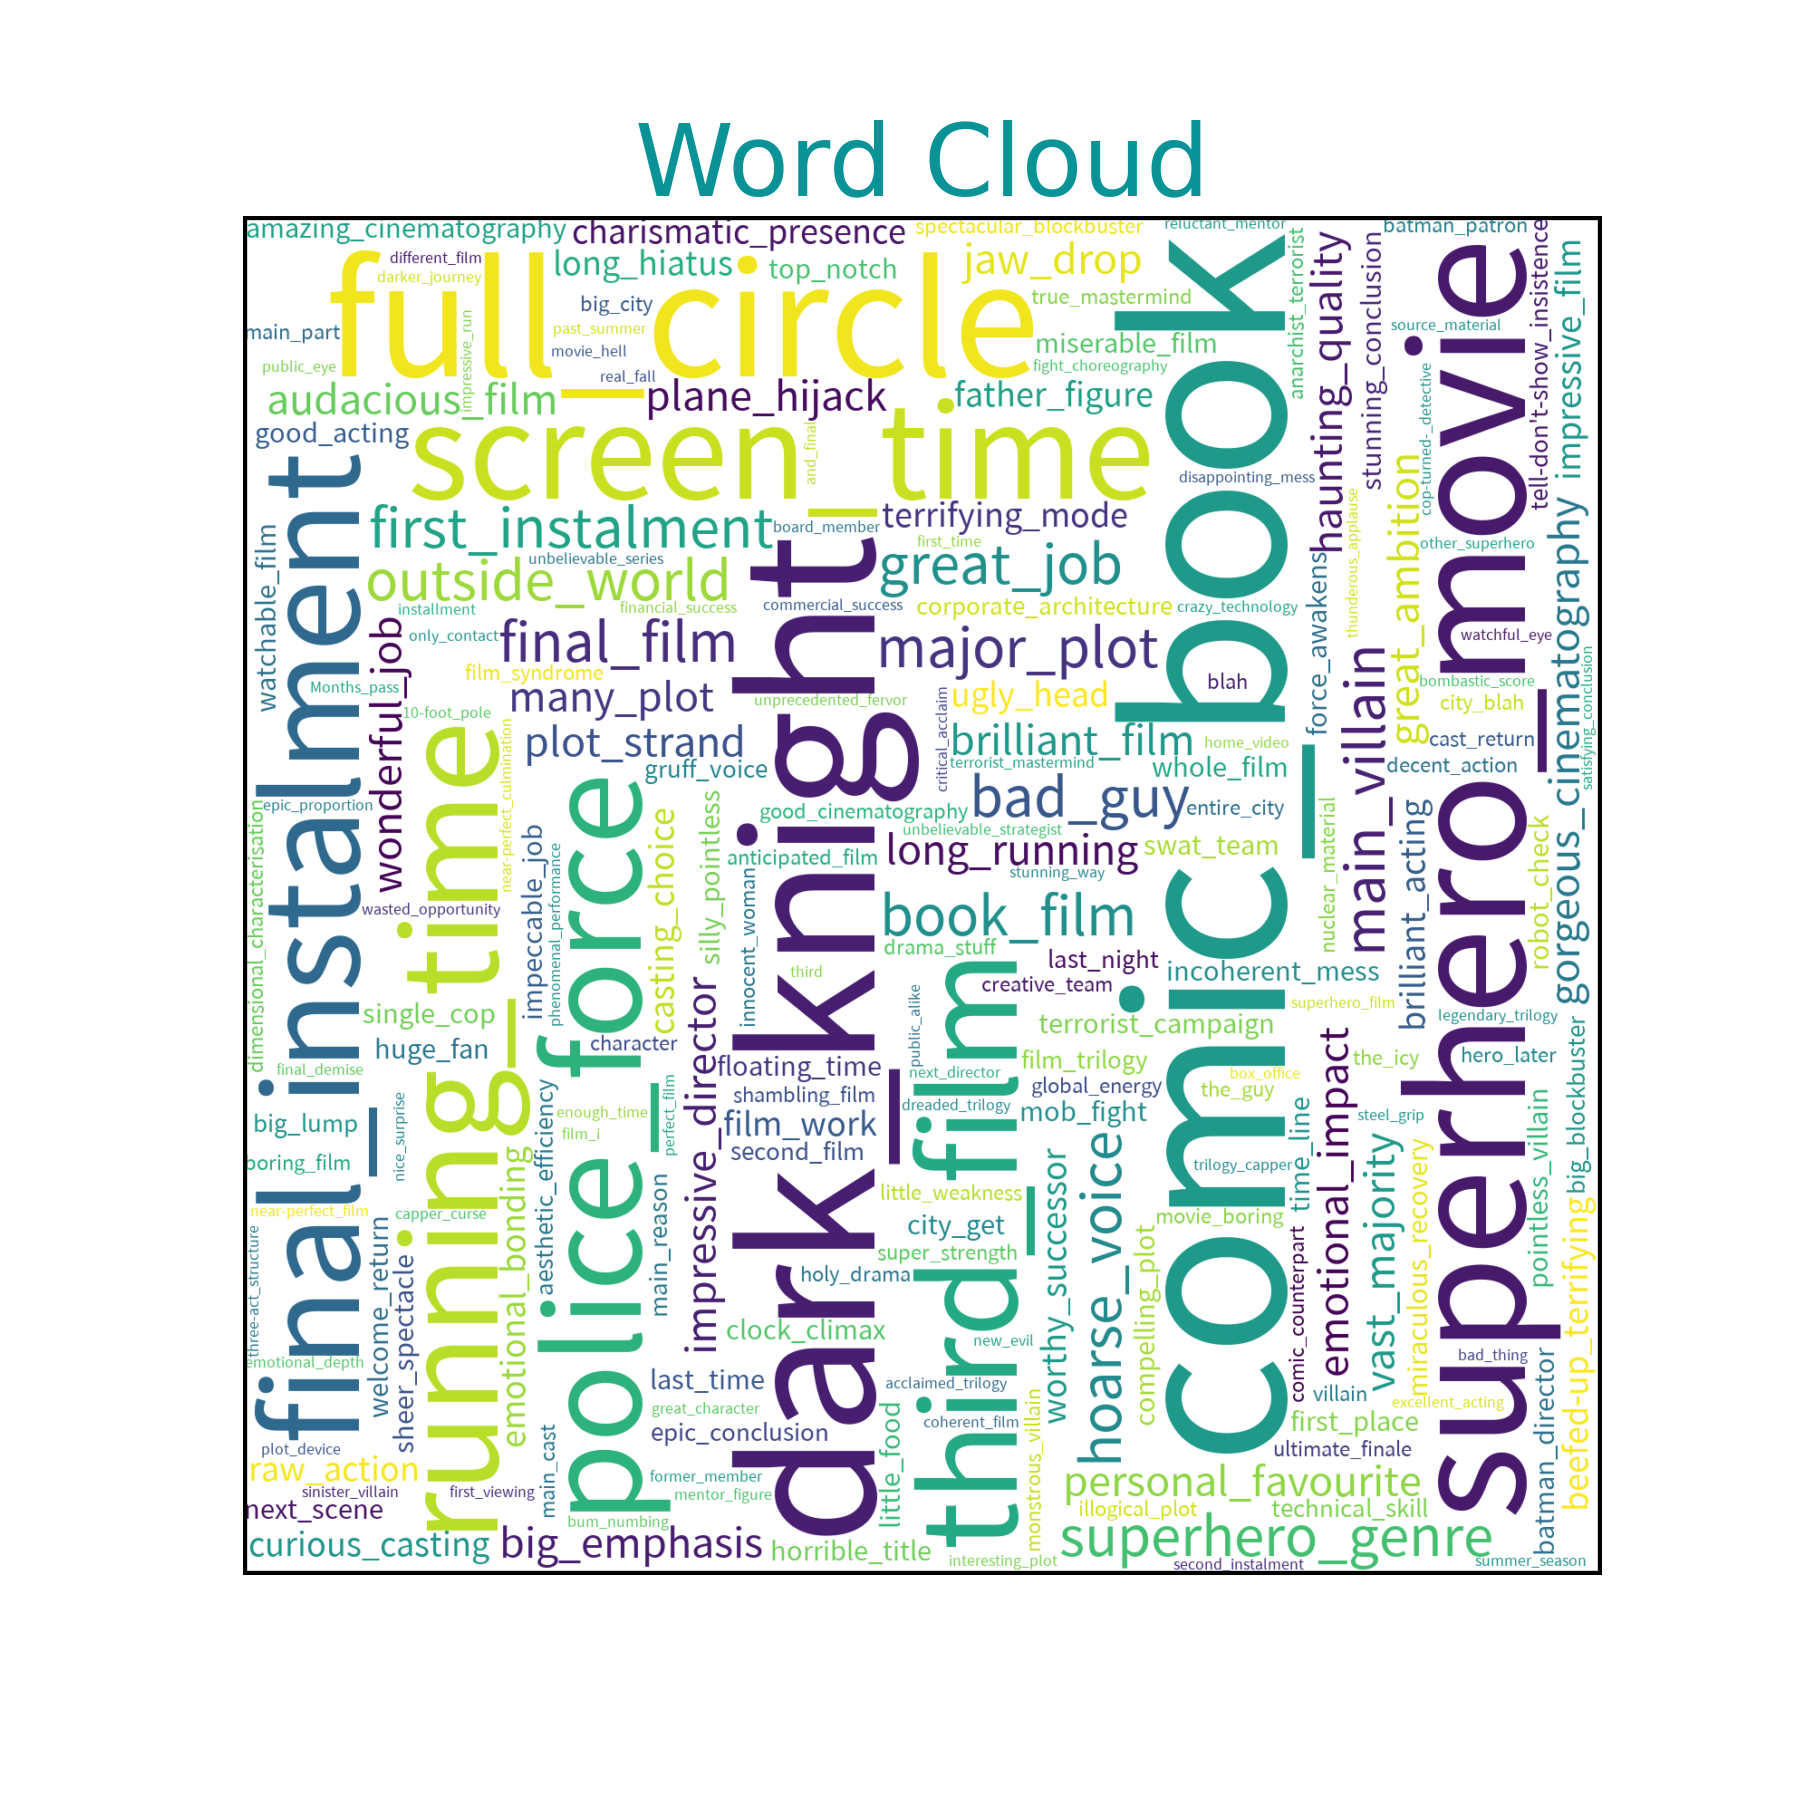 Word Cloud
amazing_cinematography
charismatic_presence
spectacular_blockbuster
reluctant_mentor
batman_patron
different_film
darker_journey
full_circle
long_hiatus
top_notch
jaw_drop
big_city
true_mastermind
main_part
past_summer
movie_hell
miserable_film
source_material
public_eye
impressive_run
real_fall
fight_choreography
anarchist_terrorist
haunting_quality
stunning_conclusion
tell-don't-show_insistence
impressive_film
audacious_film
plane_hijack
father_figure
good_acting
screen_time
and_final
cop-turned-_detective
comic_book
superhero_movie
disappointing_mess
final_instalment
first_instalment
board_member
terrifying_mode
thunderous_applause
great_ambition
watchable_film
unbelievable_series
first_time
other_superhero
outside_world
great_job
force_awakens
gorgeous_cinematography
installment
financial_success
commercial_success
corporate_architecture
crazy_technology
only_contact
final_film
major_plot
watchful_eye
wonderful_job
film_syndrome
Months_pass
many_plot
unprecedented_fervor
critical_acclaim
ugly_head
blah
main_villain
bombastic_score
city_blah
satisfying_conclusion
10-foot_pole
running_time
near-perfect_culmination
plot_strand
brilliant_film
home_video
cast_return
gruff_voice
terrorist_mastermind
whole_film
decent_action
dark_knight
epic_proportion
police_force
good_cinematography
bad_guy
entire_city
dimensional_characterisation
impeccable_job
phenomenal_performance
casting_choice
silly_pointless
unbelievable_strategist
long_running
swat_team
nuclear_material
brilliant_acting
robot_check
anticipated_film
innocent_woman
stunning_way
wasted_opportunity
book_film
drama_stuff
last_night
incoherent_mess
third
creative_team
superhero_film
single_cop
impressive_director
public_alike
third_film
terrorist_campaign
legendary_trilogy
huge_fan
character
floating_time
film_trilogy
emotional_impact
the_icy
hero_later
final_demise
next_director
global_energy
box_office
the_guy
shambling_film
dreaded_trilogy
mob_fight
big_lump
nice_surprise
aesthetic_efficiency
enough_time
film_i
perfect_film
film_work
second_film
time_line
steel_grip
pointless_villain
big_blockbuster
boring_film
trilogy_capper
emotional_bonding
main_reason
little_weakness
worthy_successor
hoarse_voice
vast_majority
miraculous_recovery
near-perfect_film
capper_curse
city_get
movie_boring
three-act_structure
welcome_return
sheer_spectacle
super_strength
compelling_plot
comic_counterpart
beefed-up_terrifying
holy_drama
clock_climax
new_evil
emotional_depth
bad_thing
last_time
acclaimed_trilogy
villain
batman_director
great_character
excellent_acting
coherent_film
monstrous_villain
first_place
main_cast
epic_conclusion
little_food
ultimate_finale
plot_device
raw_action
former_member
personal_favourite
sinister_villain
first_viewing
mentor_figure
next_scene
illogical_plot
technical_skill
bum_numbing
curious_casting
big_emphasis
horrible_title
superhero_genre
interesting_plot
second_instalment
summer_season